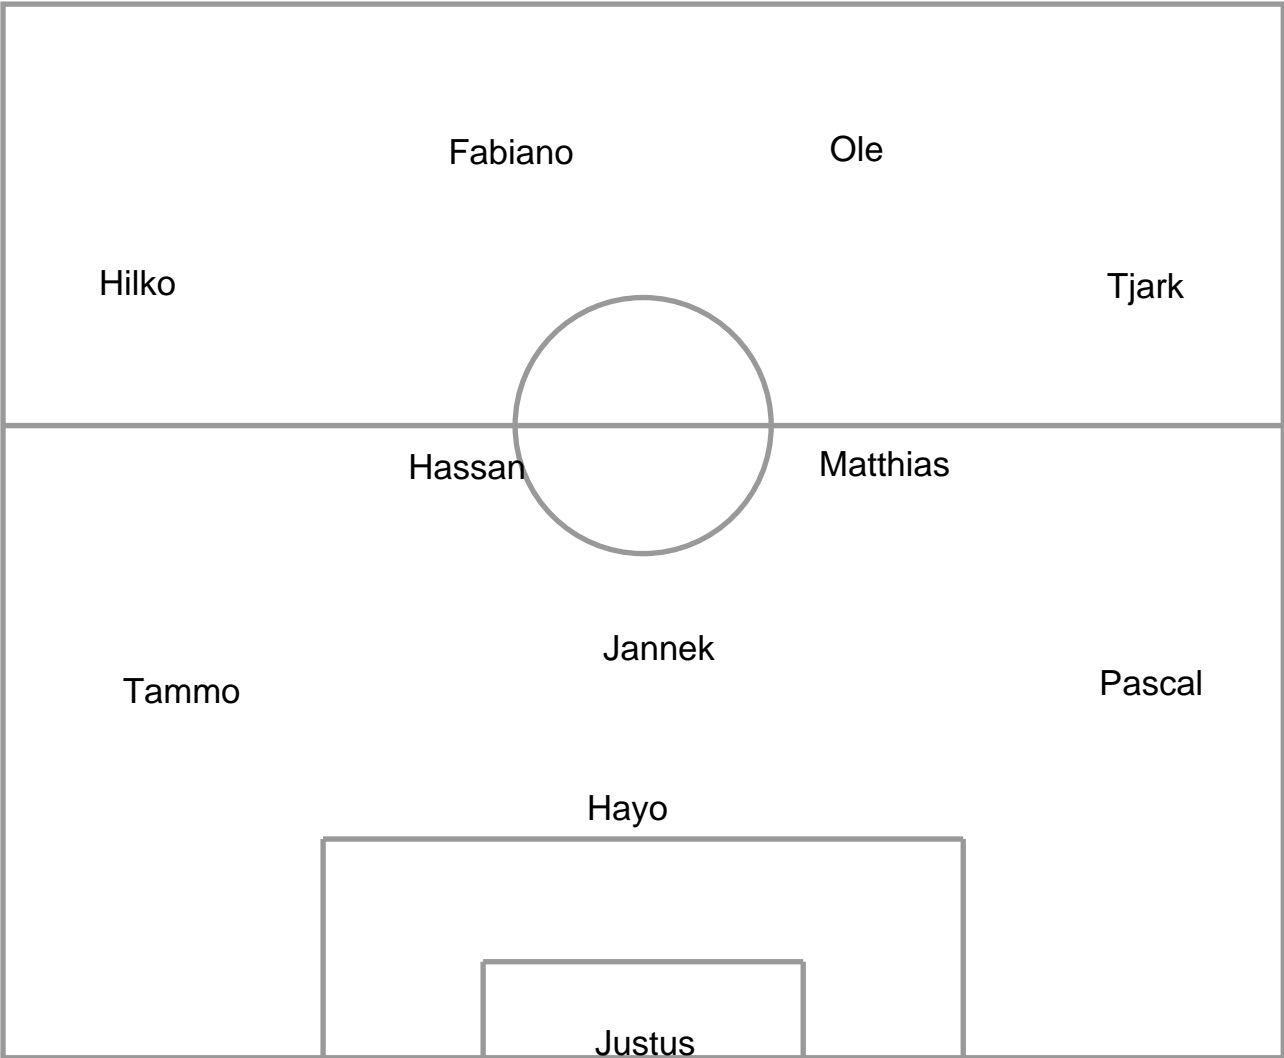 Fabiano
Ole
Hilko
Tjark
Hassan
Matthias
Jannek
Tammo
Pascal
Hayo
Justus